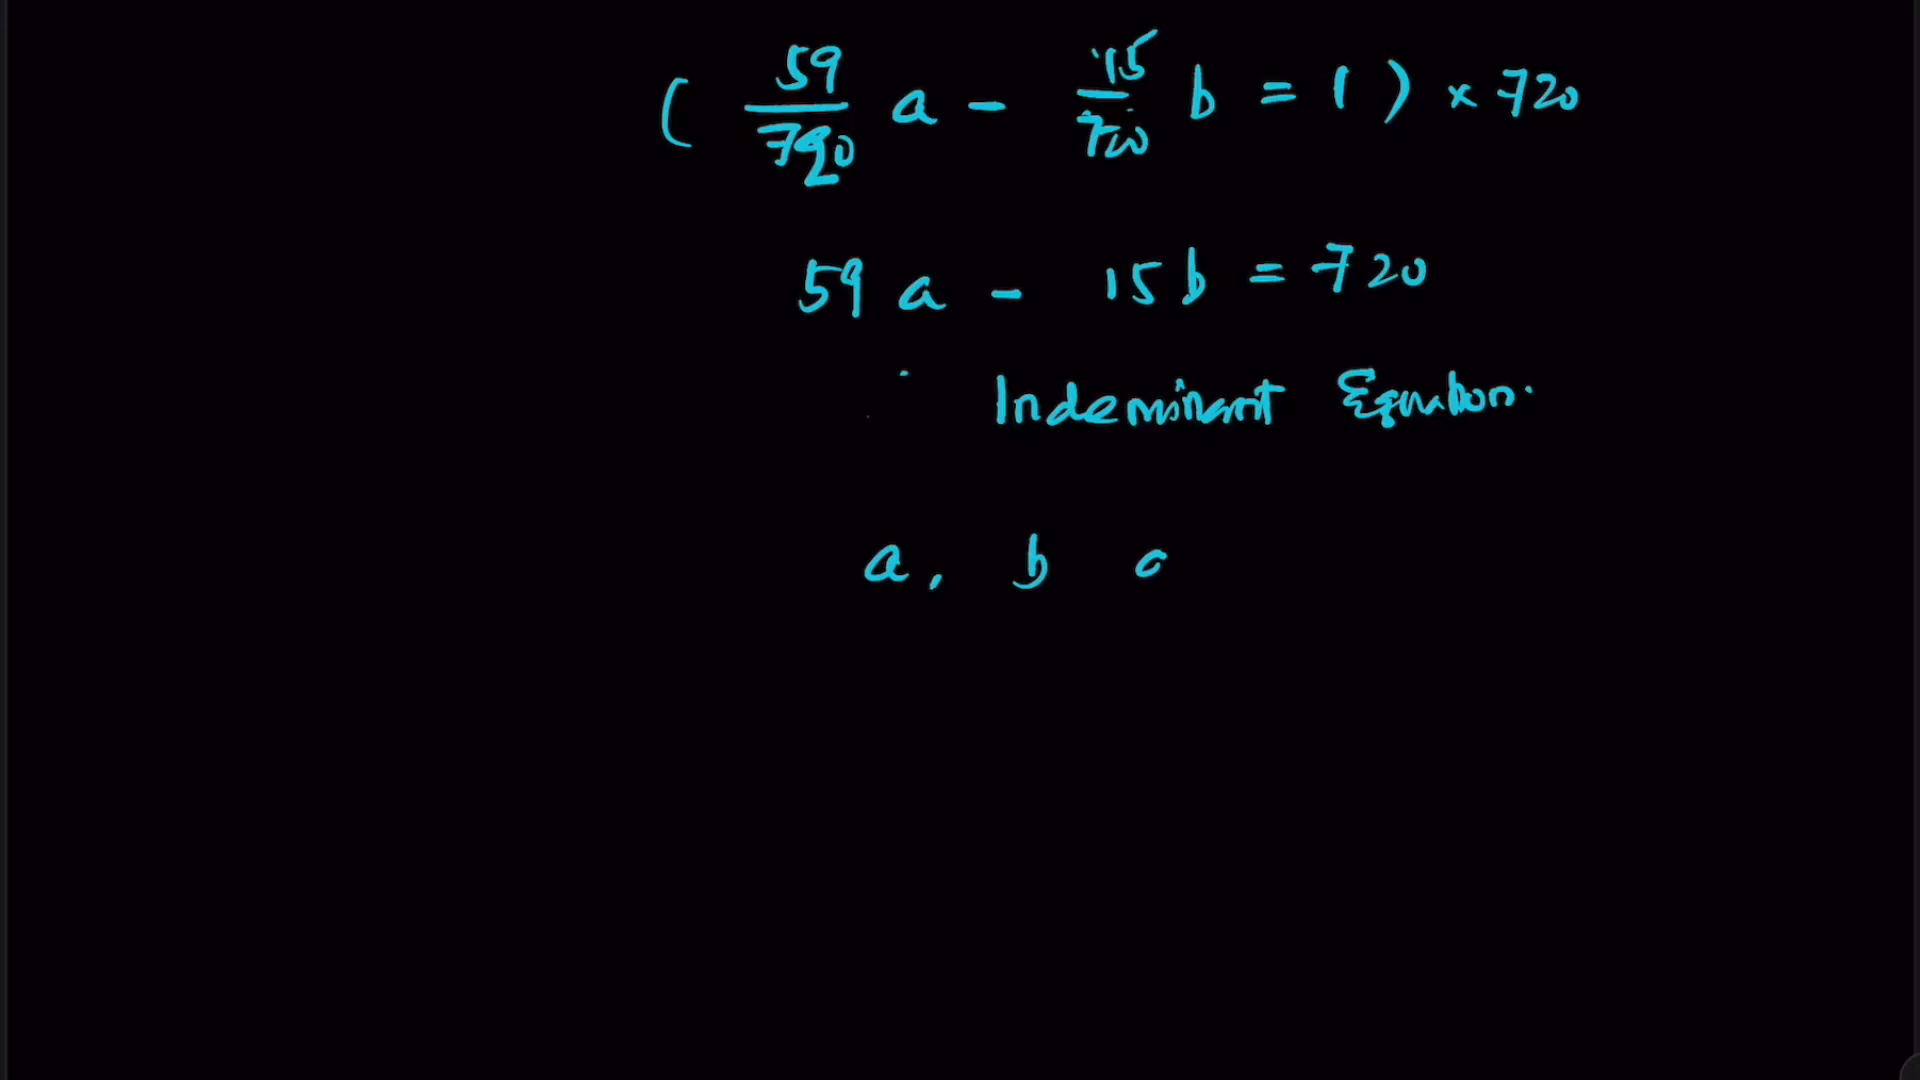 ( 59/720 a - 15/720 b = 1 ) × 720
59 a - 15 b = 720
Indeminant Equation.
a, b c